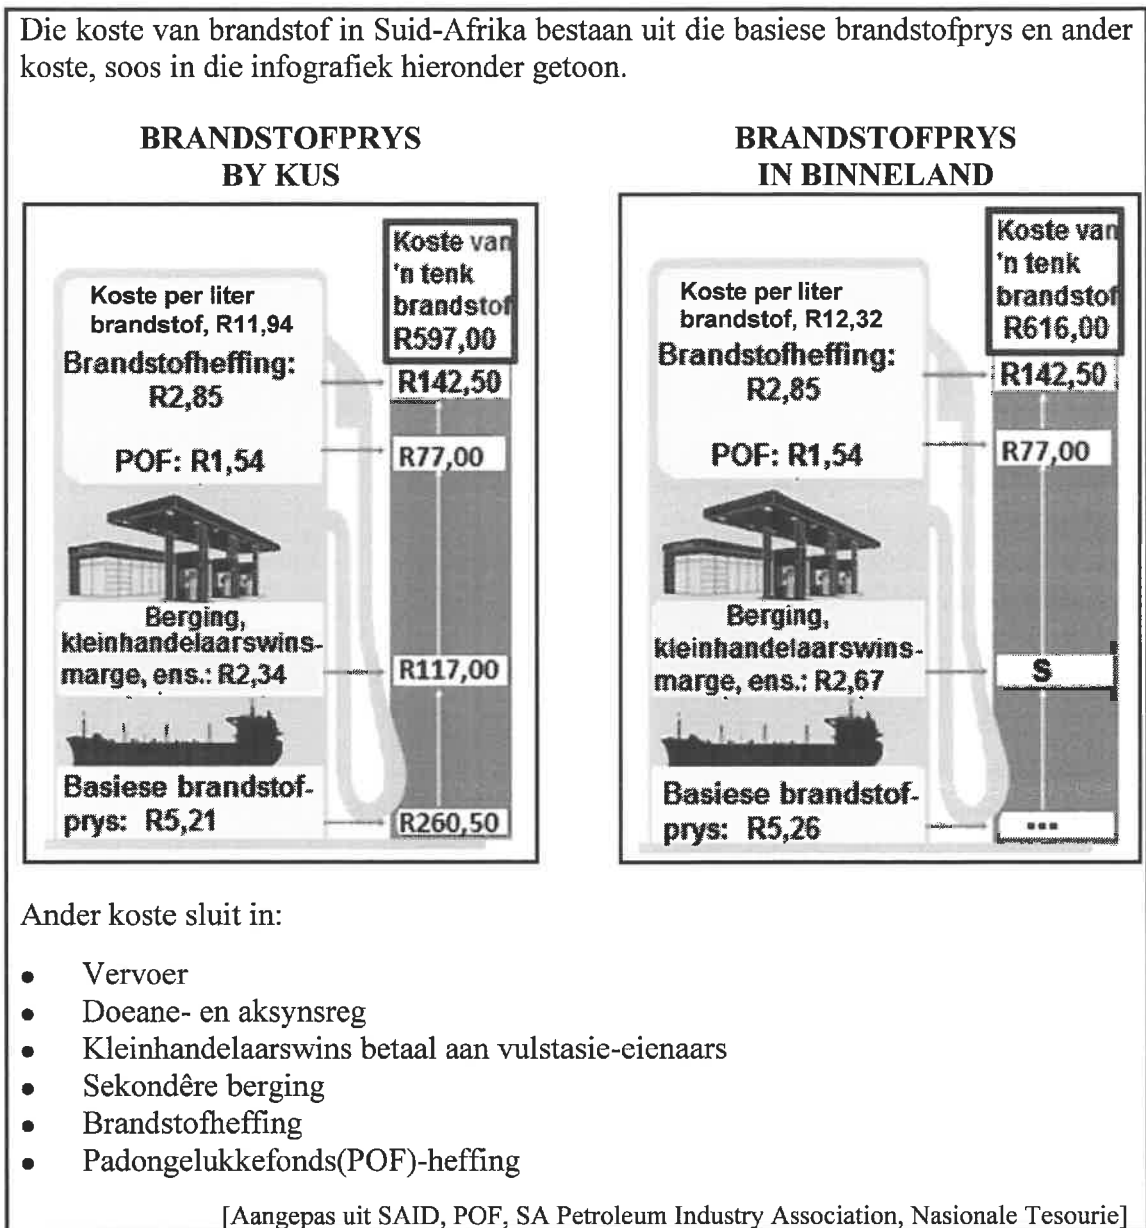 Die koste van brandstof in Suid-Afrika bestaan uit die basiese brandstofprys en ander
koste, soos in die infografiek hieronder getoon.
BRANDSTOFPRYS
BY KUS
Koste van
'n tenk
brandstof
R597,00
Koste per liter
brandstof, R11,94
Brandstofheffing:
R2,85
R142,50
POF: R1,54
R77,00
Berging,
kleinhandelaarswins-
marge, ens.: R2,34
R117,00
Basiese brandstof-
prys: R5,21
R260,50
BRANDSTOFPRYS
IN BINNELAND
Koste van
'n tenk
brandstof
R616,00
Koste per liter
brandstof, R12,32
Brandstofheffing:
R2,85
R142,50
POF: R1,54
R77,00
Berging,
kleinhandelaarswins-
marge, ens.: R2,67
S
Basiese brandstof-
prys: R5,26
...
Ander koste sluit in:
• Vervoer
• Doeane- en aksynsreg
• Kleinhandelaarswins betaal aan vulstasie-eienaars
• Sekondêre berging
• Brandstofheffing
• Padongelukkefonds(POF)-heffing
[Aangepas uit SAID, POF, SA Petroleum Industry Association, Nasionale Tesourie]